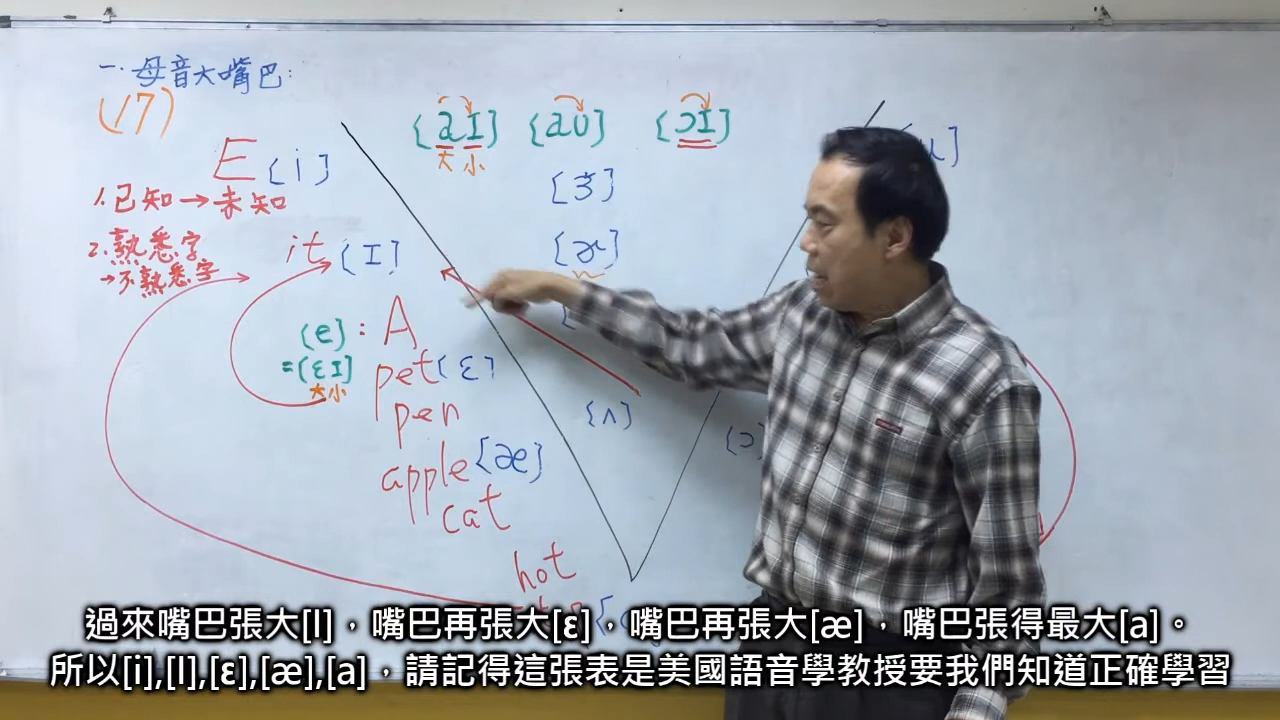 一. 母音大嘴巴:
(17)
[aɪ] [aʊ] [ɔɪ]
大 小
E [i]
[ɝ]
1.已知→未知
2.熟悉字
→不熟悉字
it [ɪ]
[ɚ]
[e] : A
=[ɛɪ]
大小
pet [ɛ]
pen
[ʌ]
apple [æ]
cat
hot
過來嘴巴張大[I]，嘴巴再張大[ε]，嘴巴再張大[æ]，嘴巴張得最大[a]。
所以[i],[I],[ε],[æ],[a]，請記得這張表是美國語音學教授要我們知道正確學習